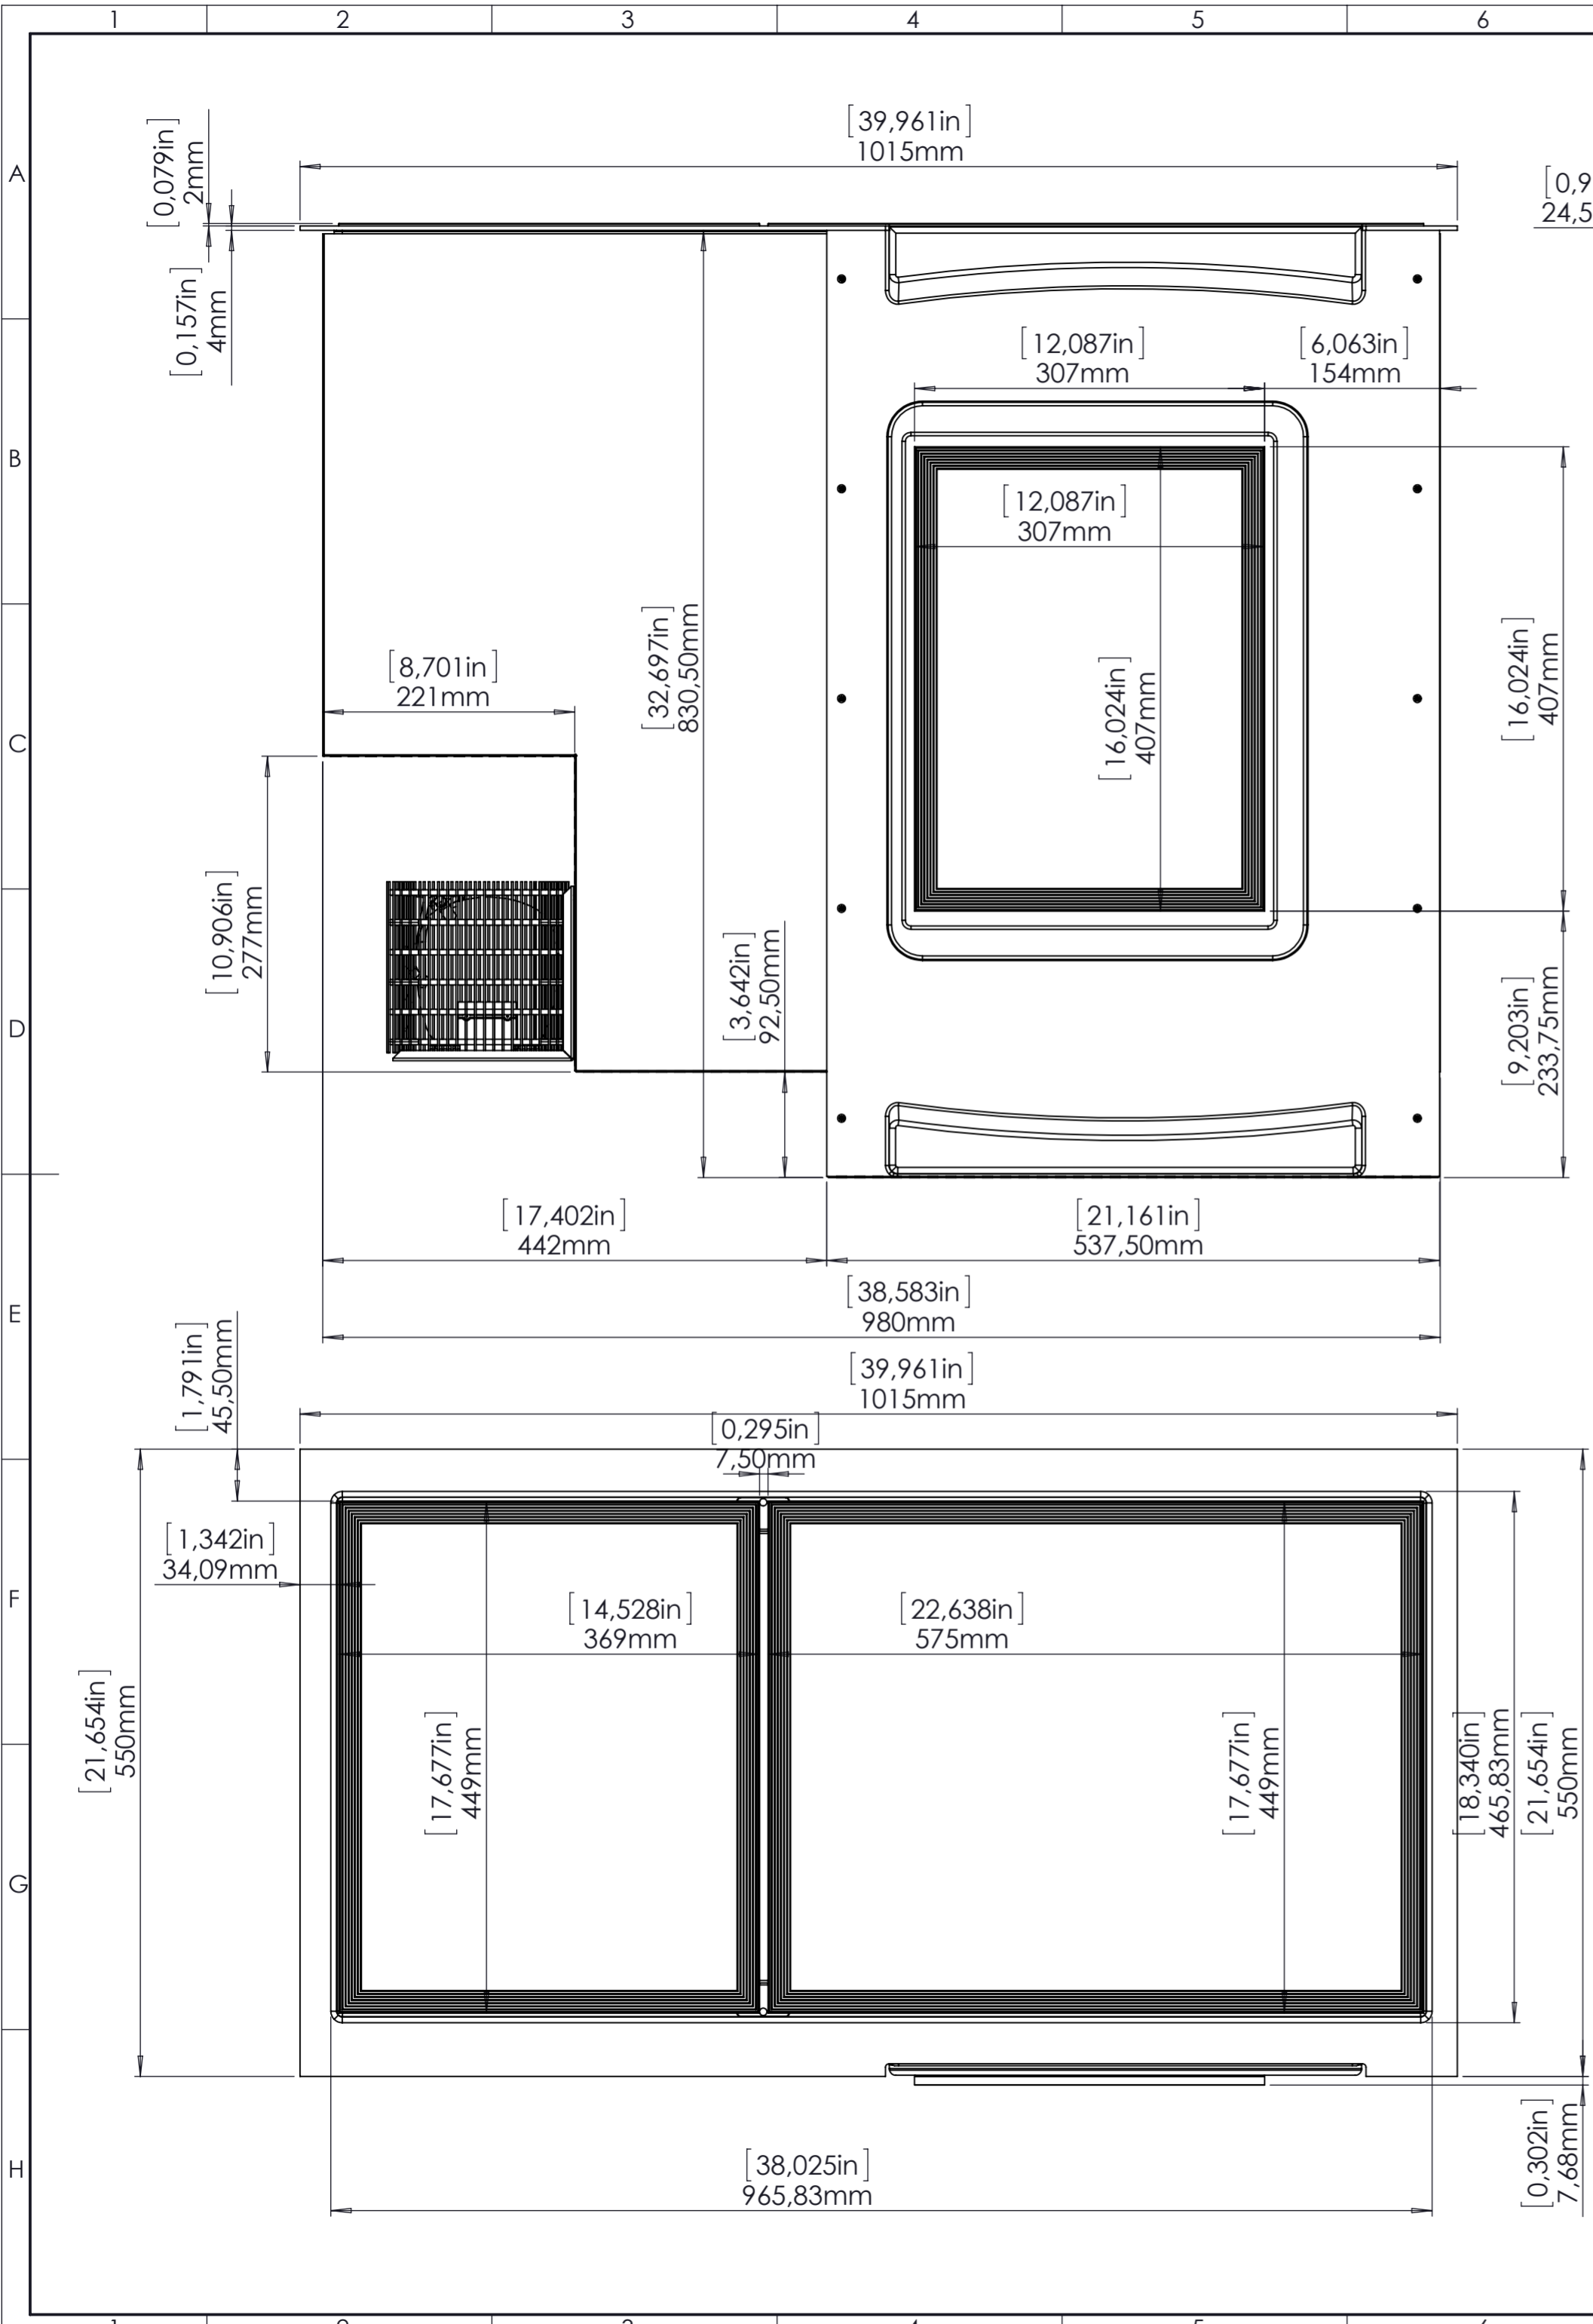 1 2 3 4 5 6
A
B
C
D
E
F
G
H
[39,961in]
1015mm
[0,079in]
2mm
[0,157in]
4mm
[0,9
24,5
[12,087in]
307mm
[6,063in]
154mm
[12,087in]
307mm
[32,697in]
830,50mm
[8,701in]
221mm
[16,024in]
407mm
[16,024in]
407mm
[10,906in]
277mm
[3,642in]
92,50mm
[9,203in]
233,75mm
[17,402in]
442mm
[21,161in]
537,50mm
[38,583in]
980mm
[1,791in]
45,50mm
[39,961in]
1015mm
[0,295in]
7,50mm
[1,342in]
34,09mm
[14,528in]
369mm
[22,638in]
575mm
[21,654in]
550mm
[17,677in]
449mm
[17,677in]
449mm
[18,340in]
465,83mm
[21,654in]
550mm
[38,025in]
965,83mm
[0,302in]
7,68mm